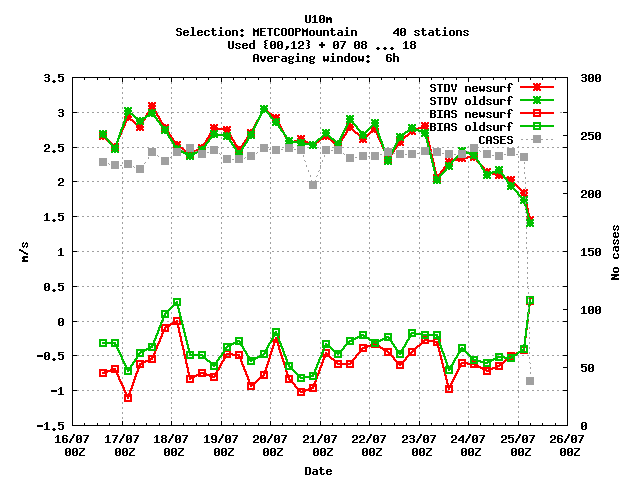 U10m
Selection: METCOOPMountain 40 stations
Used {00,12} + 07 08 ... 18
Averaging window: 6h
STDV newsurf
STDV oldsurf
BIAS newsurf
BIAS oldsurf
CASES
3.5
3
2.5
2
1.5
1
0.5
0
-0.5
-1
-1.5
m/s
300
250
200
150
100
50
0
No cases
16/07 17/07 18/07 19/07 20/07 21/07 22/07 23/07 24/07 25/07 26/07
00Z 00Z 00Z 00Z 00Z 00Z 00Z 00Z 00Z 00Z 00Z
Date